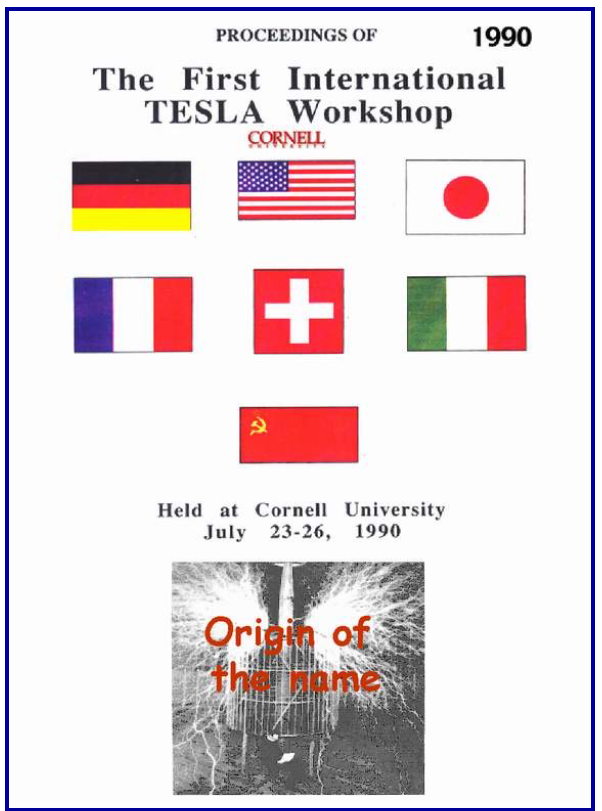 PROCEEDINGS OF
1990
The First International
TESLA Workshop
CORNELL
UNIVERSITY
Held at Cornell University
July 23-26, 1990
Origin of
the name